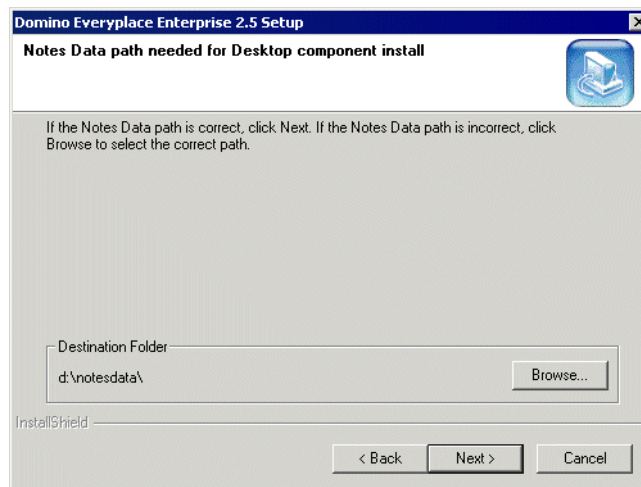 Domino Everyplace Enterprise 2.5 Setup
Notes Data path needed for Desktop component install
If the Notes Data path is correct, click Next. If the Notes Data path is incorrect, click
Browse to select the correct path.
Destination Folder
d:\notesdata\
Browse...
InstallShield
< Back
Next >
Cancel